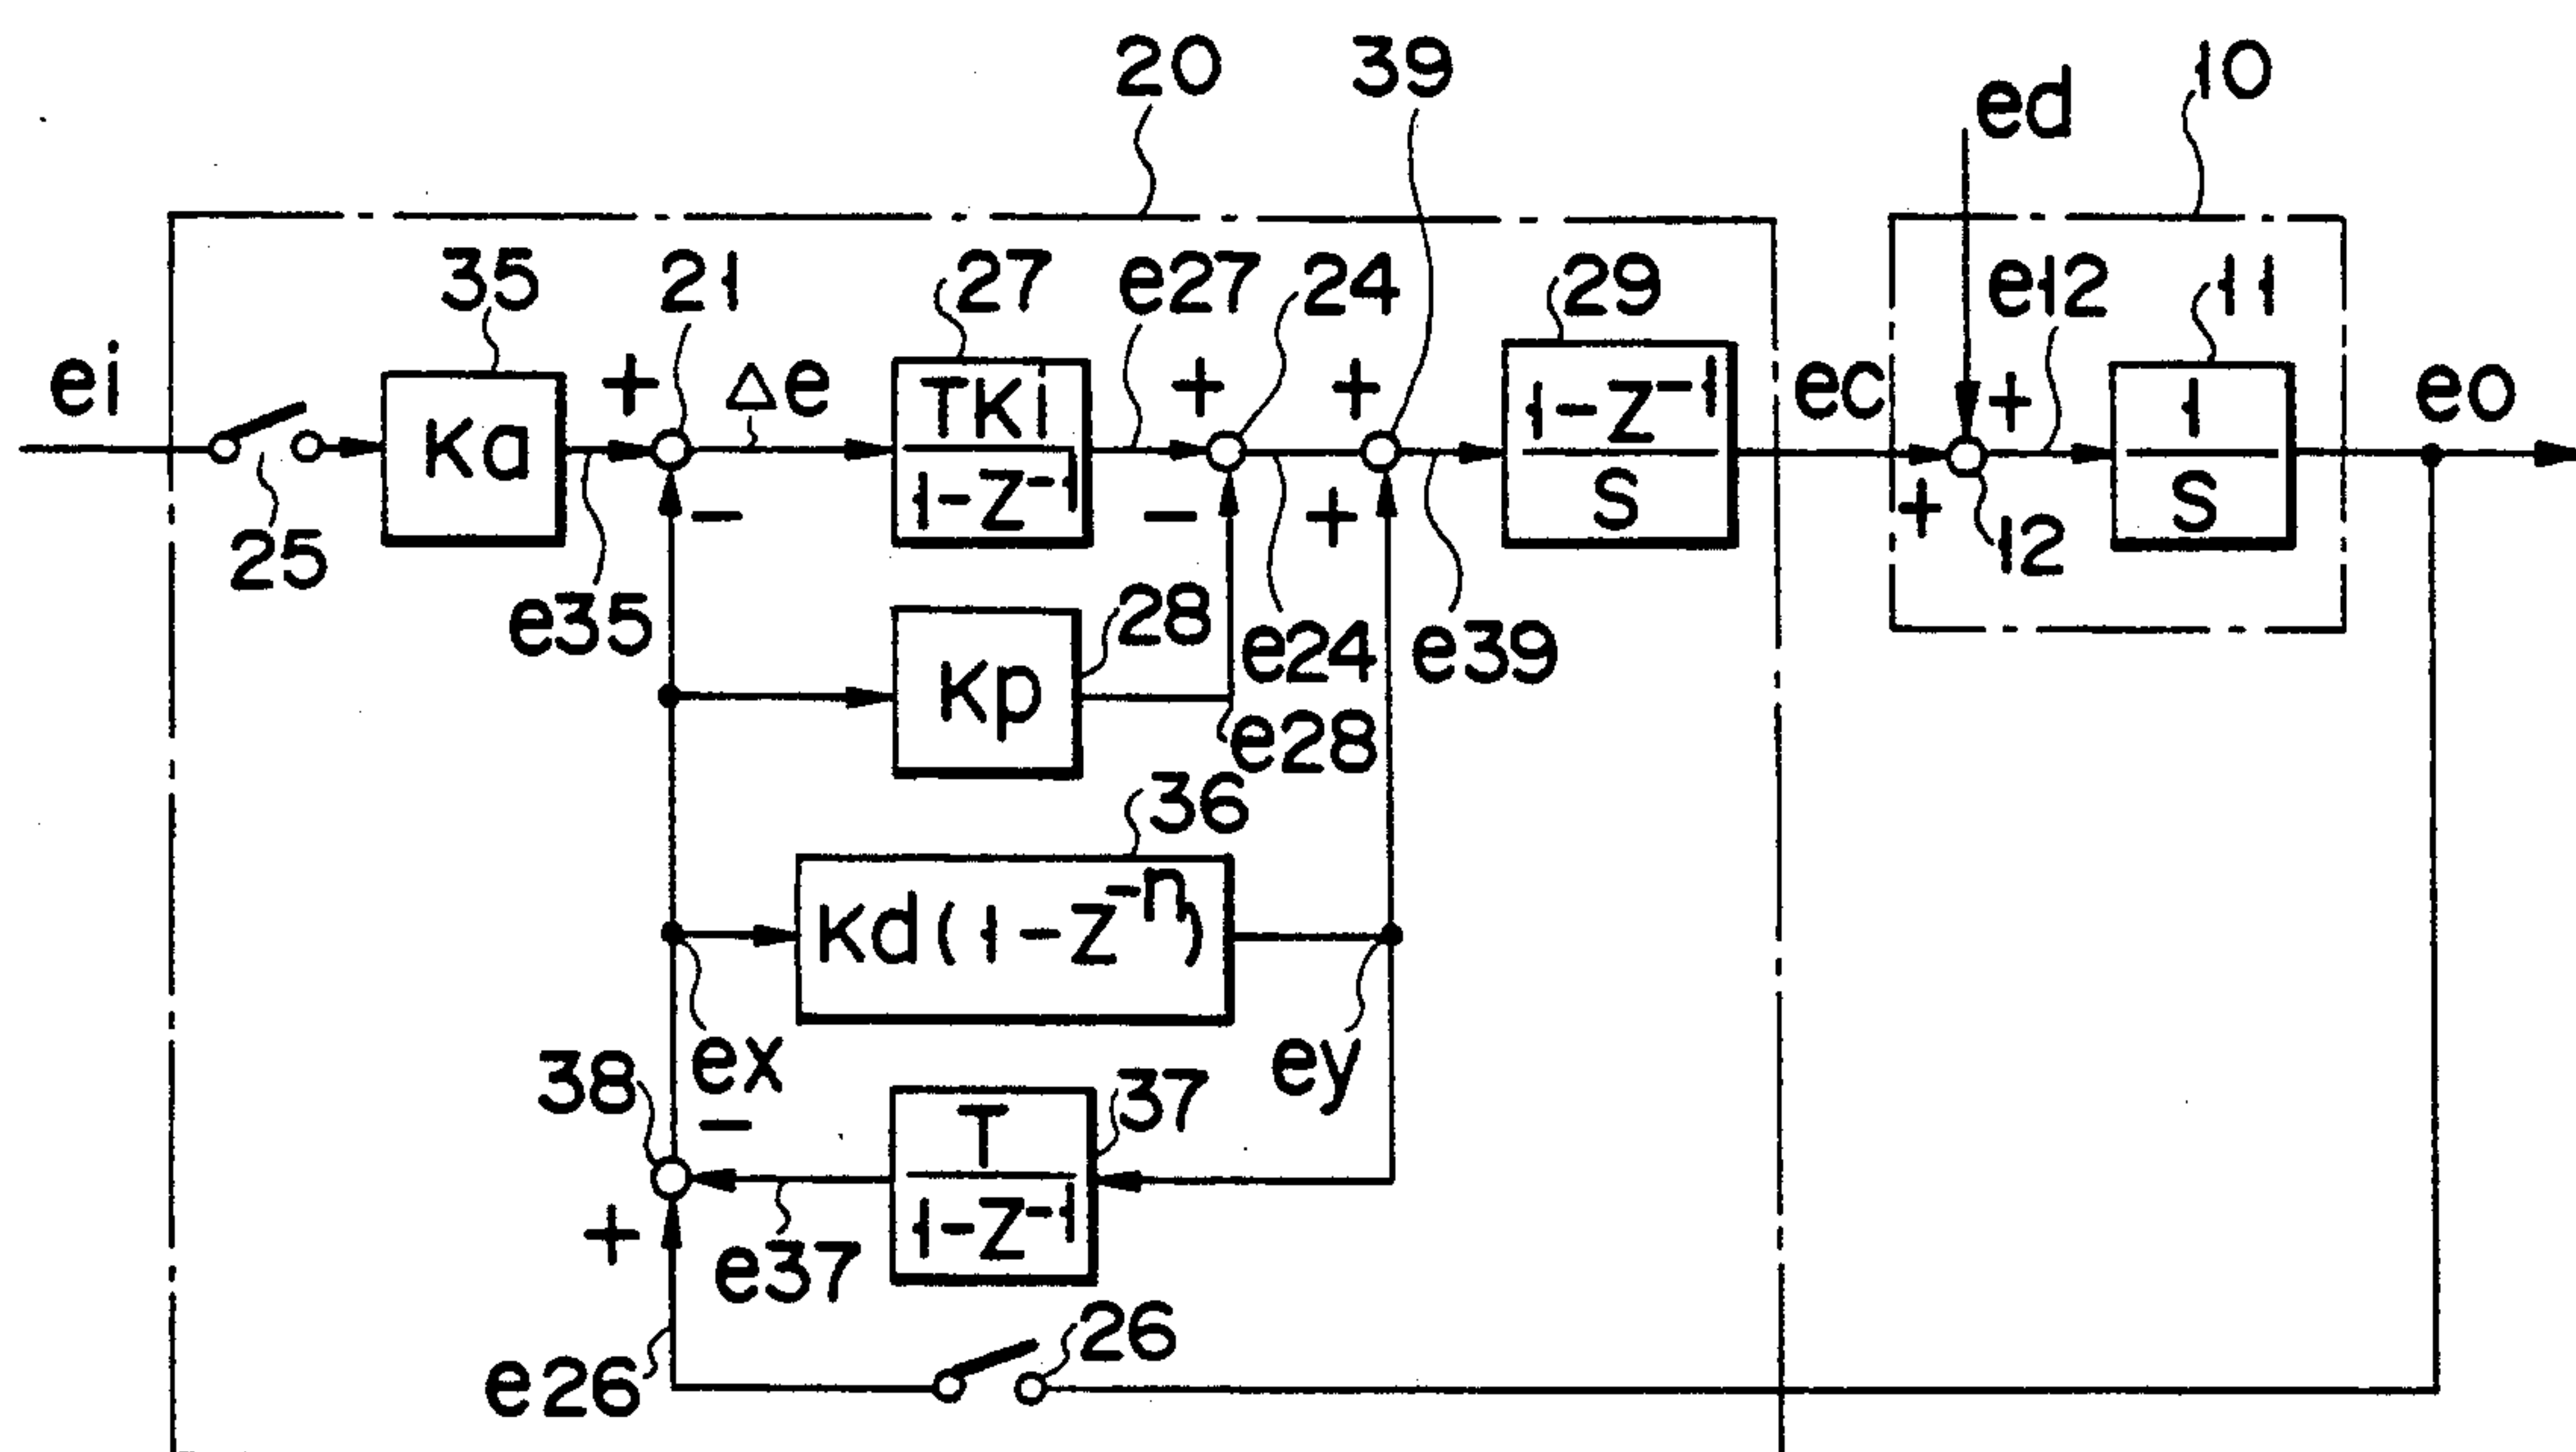 20 39 10
ed
35 21 27 e27 24 29 e12 11
ei + Δe + + ec + eo
Ka
TKi
1-Z⁻¹
1-Z⁻¹
S
1
S
- - + +
25 12
e35 28 e24 e39
Kp
e28
36
Kd(1-Z⁻ⁿ)
ex ey
38 - 37
T
1-Z⁻¹
+
e37
26
e26